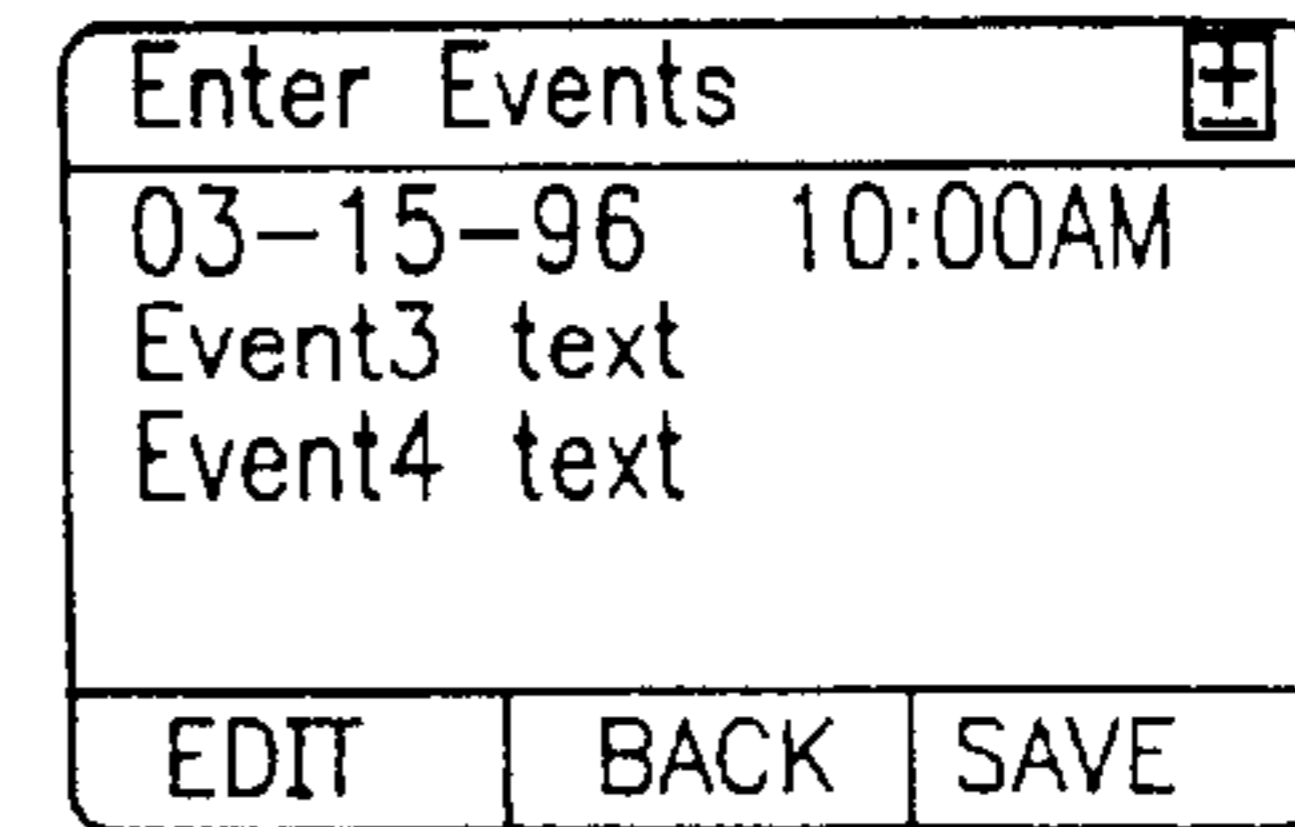 Enter Events ±
03-15-96 10:00AM
Event3 text
Event4 text
EDIT BACK SAVE